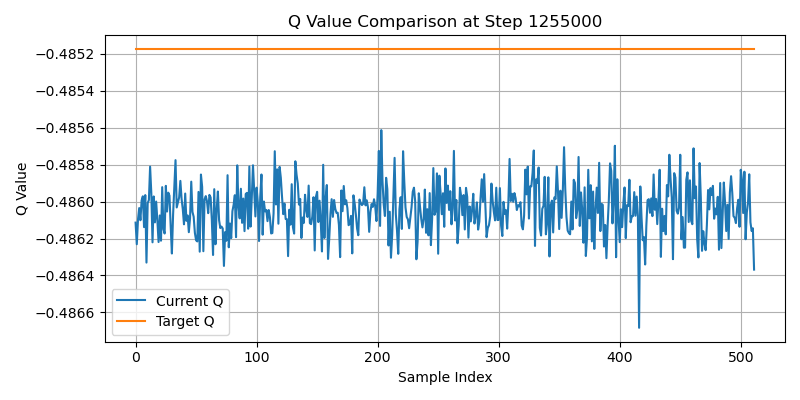 Q Value Comparison at Step 1255000
Q Value
−0.4852
−0.4854
−0.4856
−0.4858
−0.4860
−0.4862
−0.4864
−0.4866
Current Q
Target Q
0 100 200 300 400 500
Sample Index